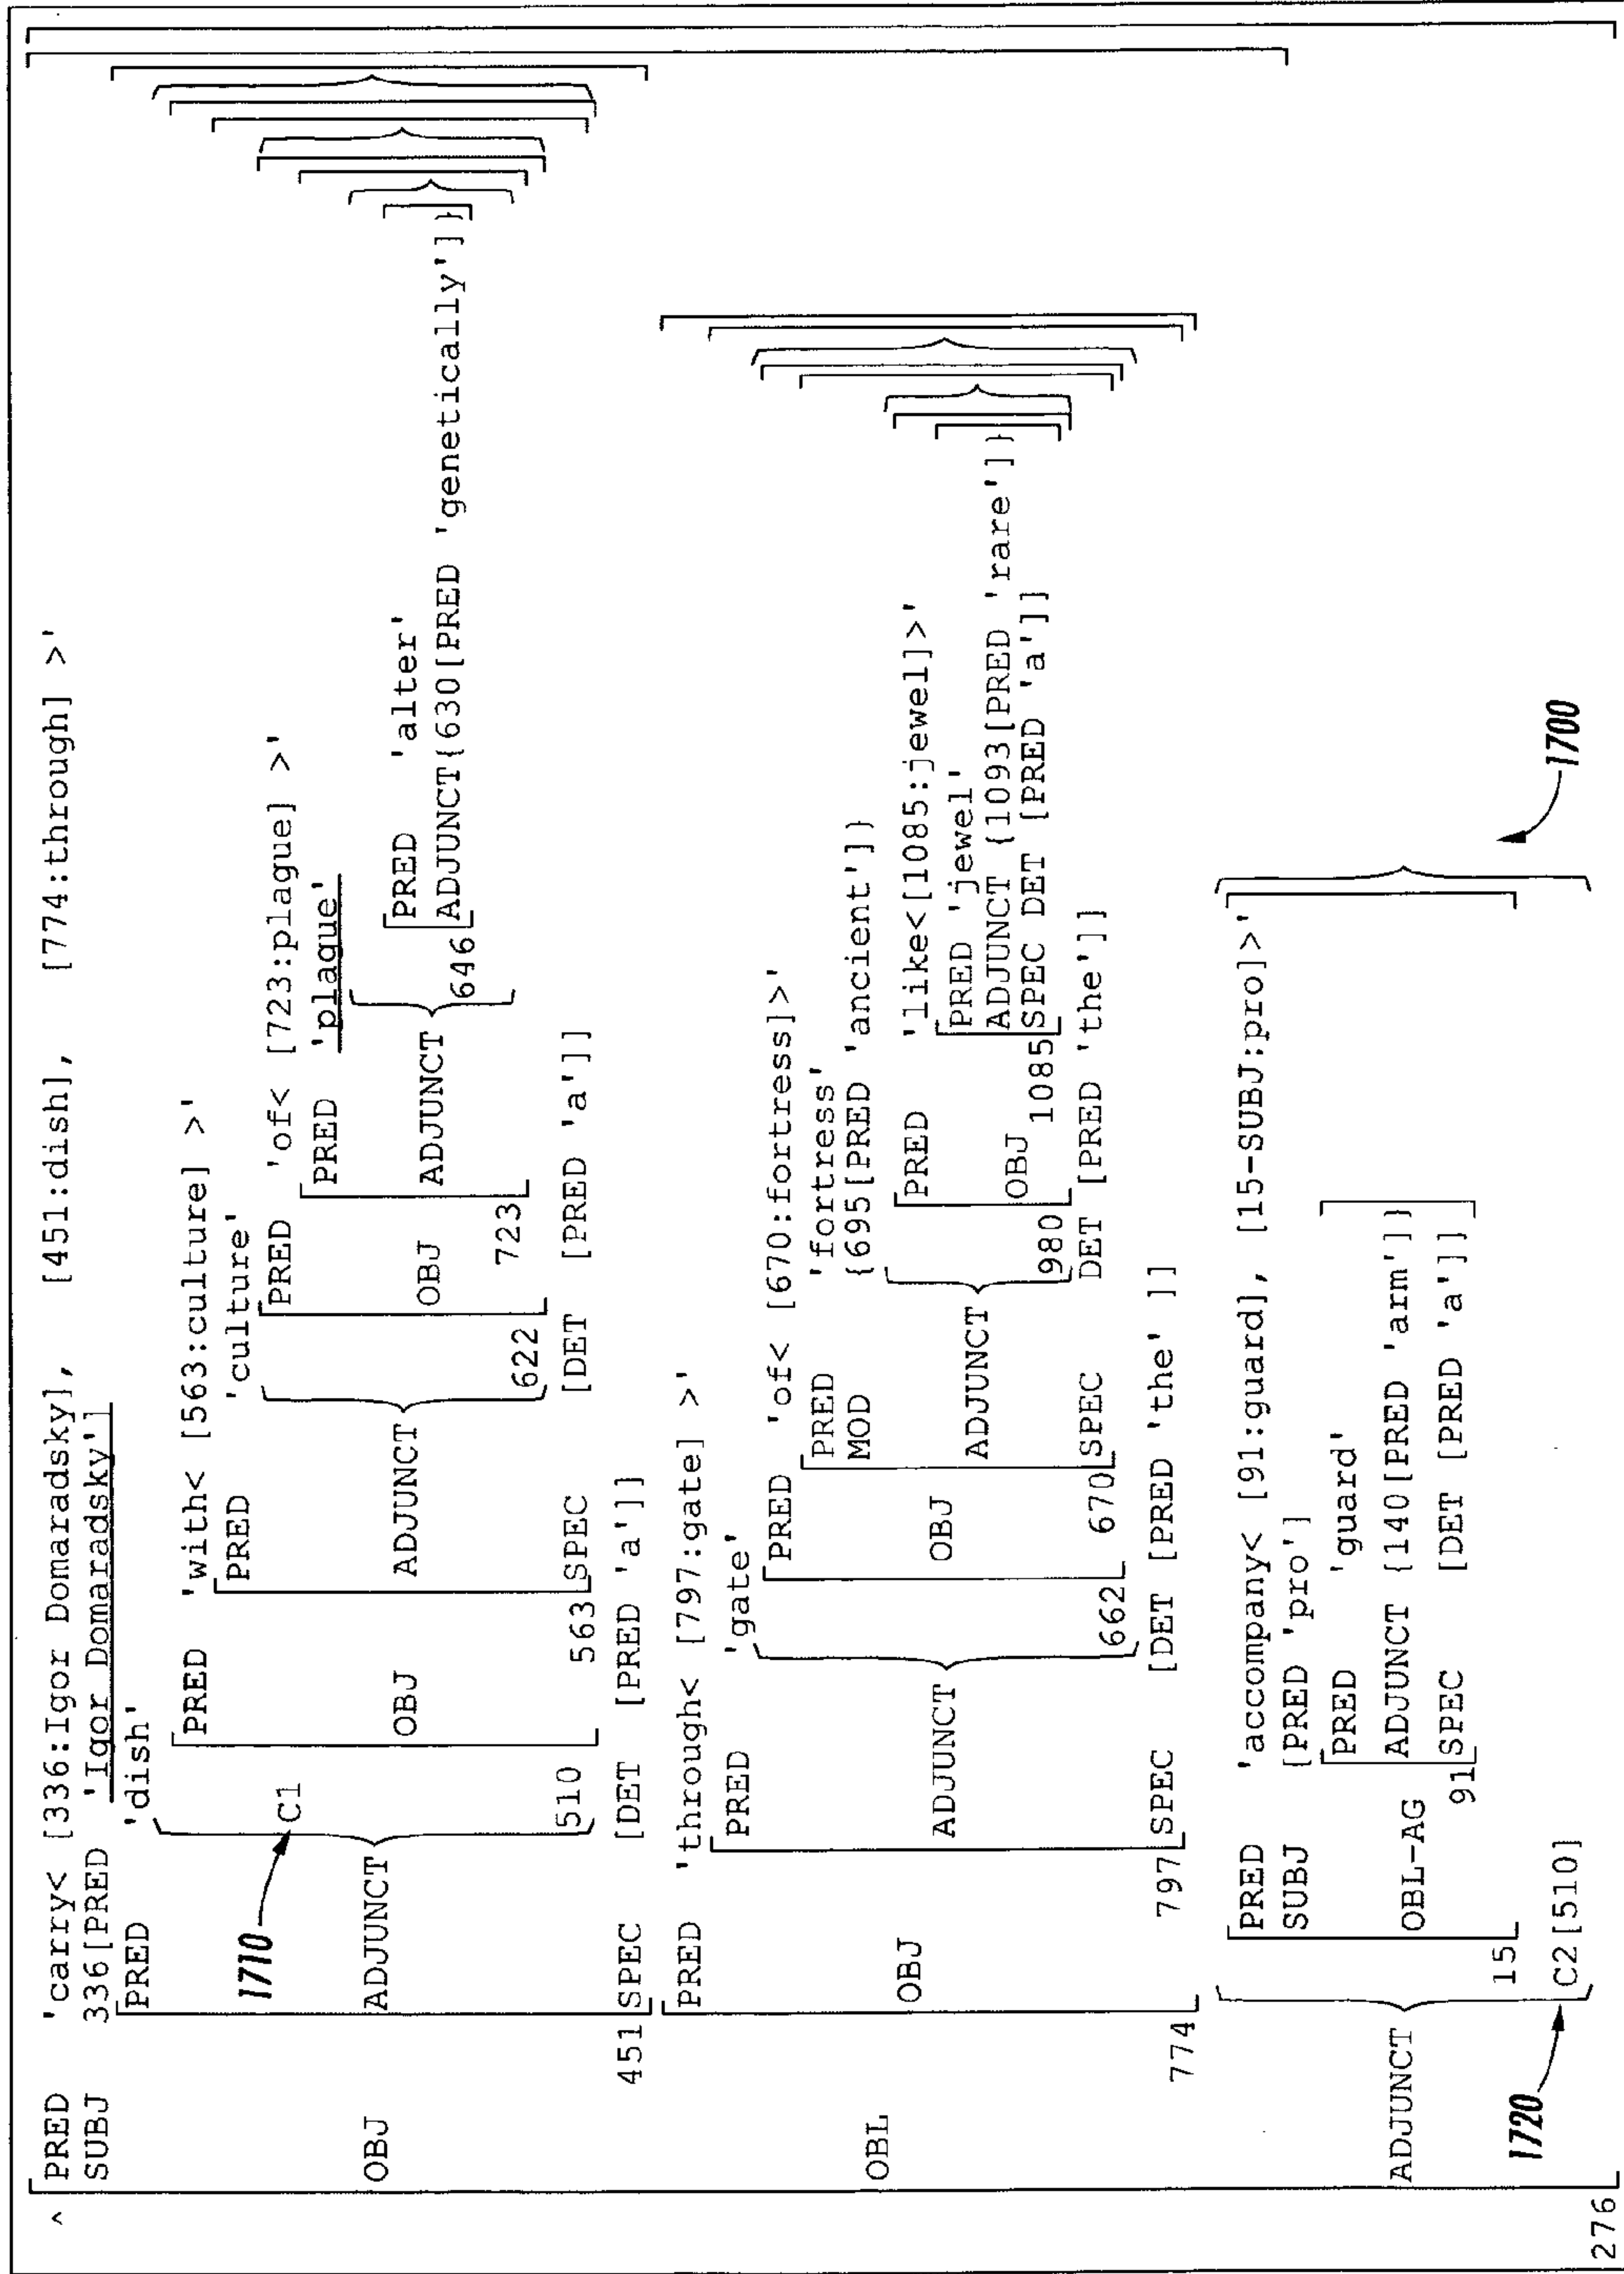 ^ PRED 'carry< [336:Igor Domaradsky], [451:dish], [774:through] >'
SUBJ 336[PRED 'Igor Domaradsky']
PRED 'dish'
PRED 'with< [563:culture] >'
PRED 'culture'
1710 C1
PRED 'of< [723:plague] >'
PRED 'plague'
OBJ ADJUNCT OBJ ADJUNCT OBJ ADJUNCT
PRED 'alter'
646 ADJUNCT{630[PRED 'genetically']}
723
622
510 563 SPEC [DET [PRED 'a']]
451 SPEC [DET [PRED 'a']]
PRED 'through< [797:gate] >'
PRED 'gate'
PRED 'of< [670:fortress]>'
PRED 'fortress'
MOD {695[PRED 'ancient']}
PRED 'like<[1085:jewel]>'
OBL OBJ ADJUNCT OBJ ADJUNCT OBJ
PRED 'jewel'
ADJUNCT {1093[PRED 'rare']}
1085 SPEC DET [PRED 'a']]
980
662 670 SPEC DET [PRED 'the']]
774 797 SPEC [DET [PRED 'the' ]]
PRED 'accompany< [91:guard], [15-SUBJ:pro]>'
SUBJ [PRED 'pro']
PRED 'guard'
ADJUNCT OBL-AG ADJUNCT {140[PRED 'arm']}
91 SPEC [DET [PRED 'a']]
15
1720 C2[510]
276
1700